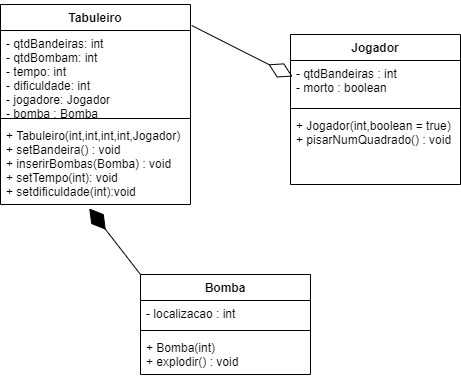 Tabuleiro
- qtdBandeiras: int
- qtdBombam: int
- tempo: int
- dificuldade: int
- jogadore: Jogador
- bomba : Bomba
+ Tabuleiro(int,int,int,int,Jogador)
+ setBandeira() : void
+ inserirBombas(Bomba) : void
+ setTempo(int): void
+ setdificuldade(int):void
Jogador
- qtdBandeiras : int
- morto : boolean
+ Jogador(int,boolean = true)
+ pisarNumQuadrado() : void
Bomba
- localizacao : int
+ Bomba(int)
+ explodir() : void